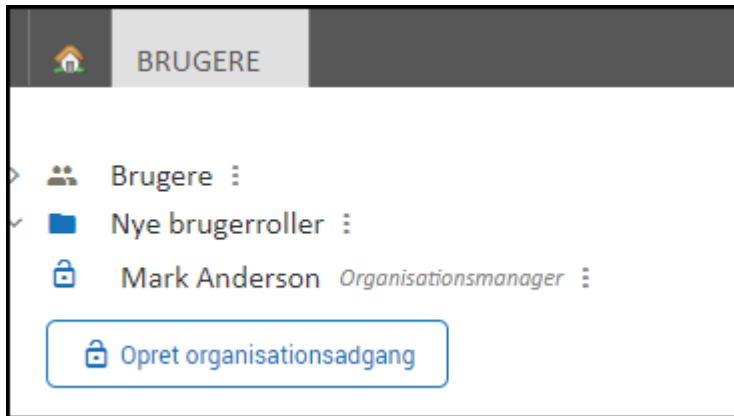 BRUGERE
Brugere
Nye brugerroller
Mark Anderson Organisationsmanager
Opret organisationsadgang